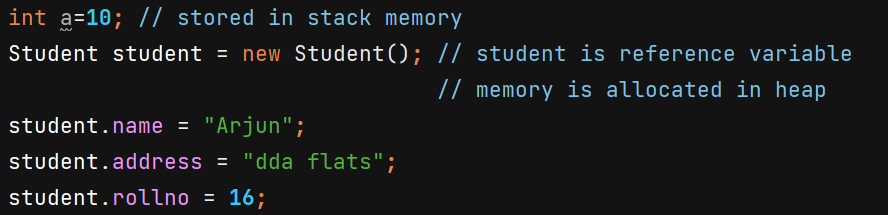 int a=10; // stored in stack memory
Student student = new Student(); // student is reference variable
// memory is allocated in heap
student.name = "Arjun";
student.address = "dda flats";
student.rollno = 16;